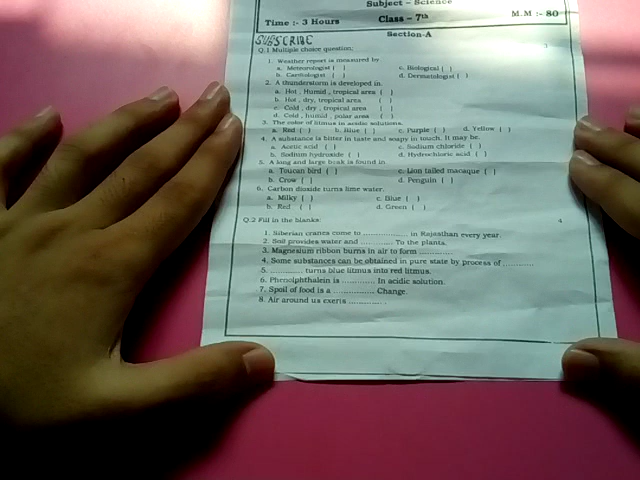 Subject – Science
Time :- 3 Hours Class – 7th M.M :- 80
SUBSCRIBE Section-A
Q.1 Multiple choice question; 3
1. Weather report is measured by
a. Meteorologist ( ) c. Biological ( )
b. Cardiologist ( ) d. Dermatologist ( )
2. A thunderstorm is developed in.
a. Hot , Humid , tropical area ( )
b. Hot , dry, tropical area ( )
c. Cold , dry , tropical area ( )
d. Cold , humid , polar area ( )
3. The color of litmus in acidic solutions.
a. Red ( ) b. Blue ( ) c. Purple ( ) d. Yellow ( )
4. A substance is bitter in taste and soapy in touch. It may be.
a. Acetic acid ( ) c. Sodium chloride ( )
b. Sodium hydroxide ( ) d. Hydrochloric acid ( )
5. A long and large beak is found in
a. Toucan bird ( ) c. Lion tailed macaque ( )
b. Crow ( ) d. Penguin ( )
6. Carbon dioxide turns lime water.
a. Milky ( ) c. Blue ( )
b. Red ( ) d. Green ( )
Q.2 Fill in the blanks: 4
1. Siberian cranes come to ............... in Rajasthan every year.
2. Soil provides water and ........... To the plants.
3. Magnesium ribbon burns in air to form ............
4. Some substances can be obtained in pure state by process of ..........
5. ........... turns blue litmus into red litmus.
6. Phenolphthalein is ............ In acidic solution.
7. Spoil of food is a ............ Change.
8. Air around us exerts .............